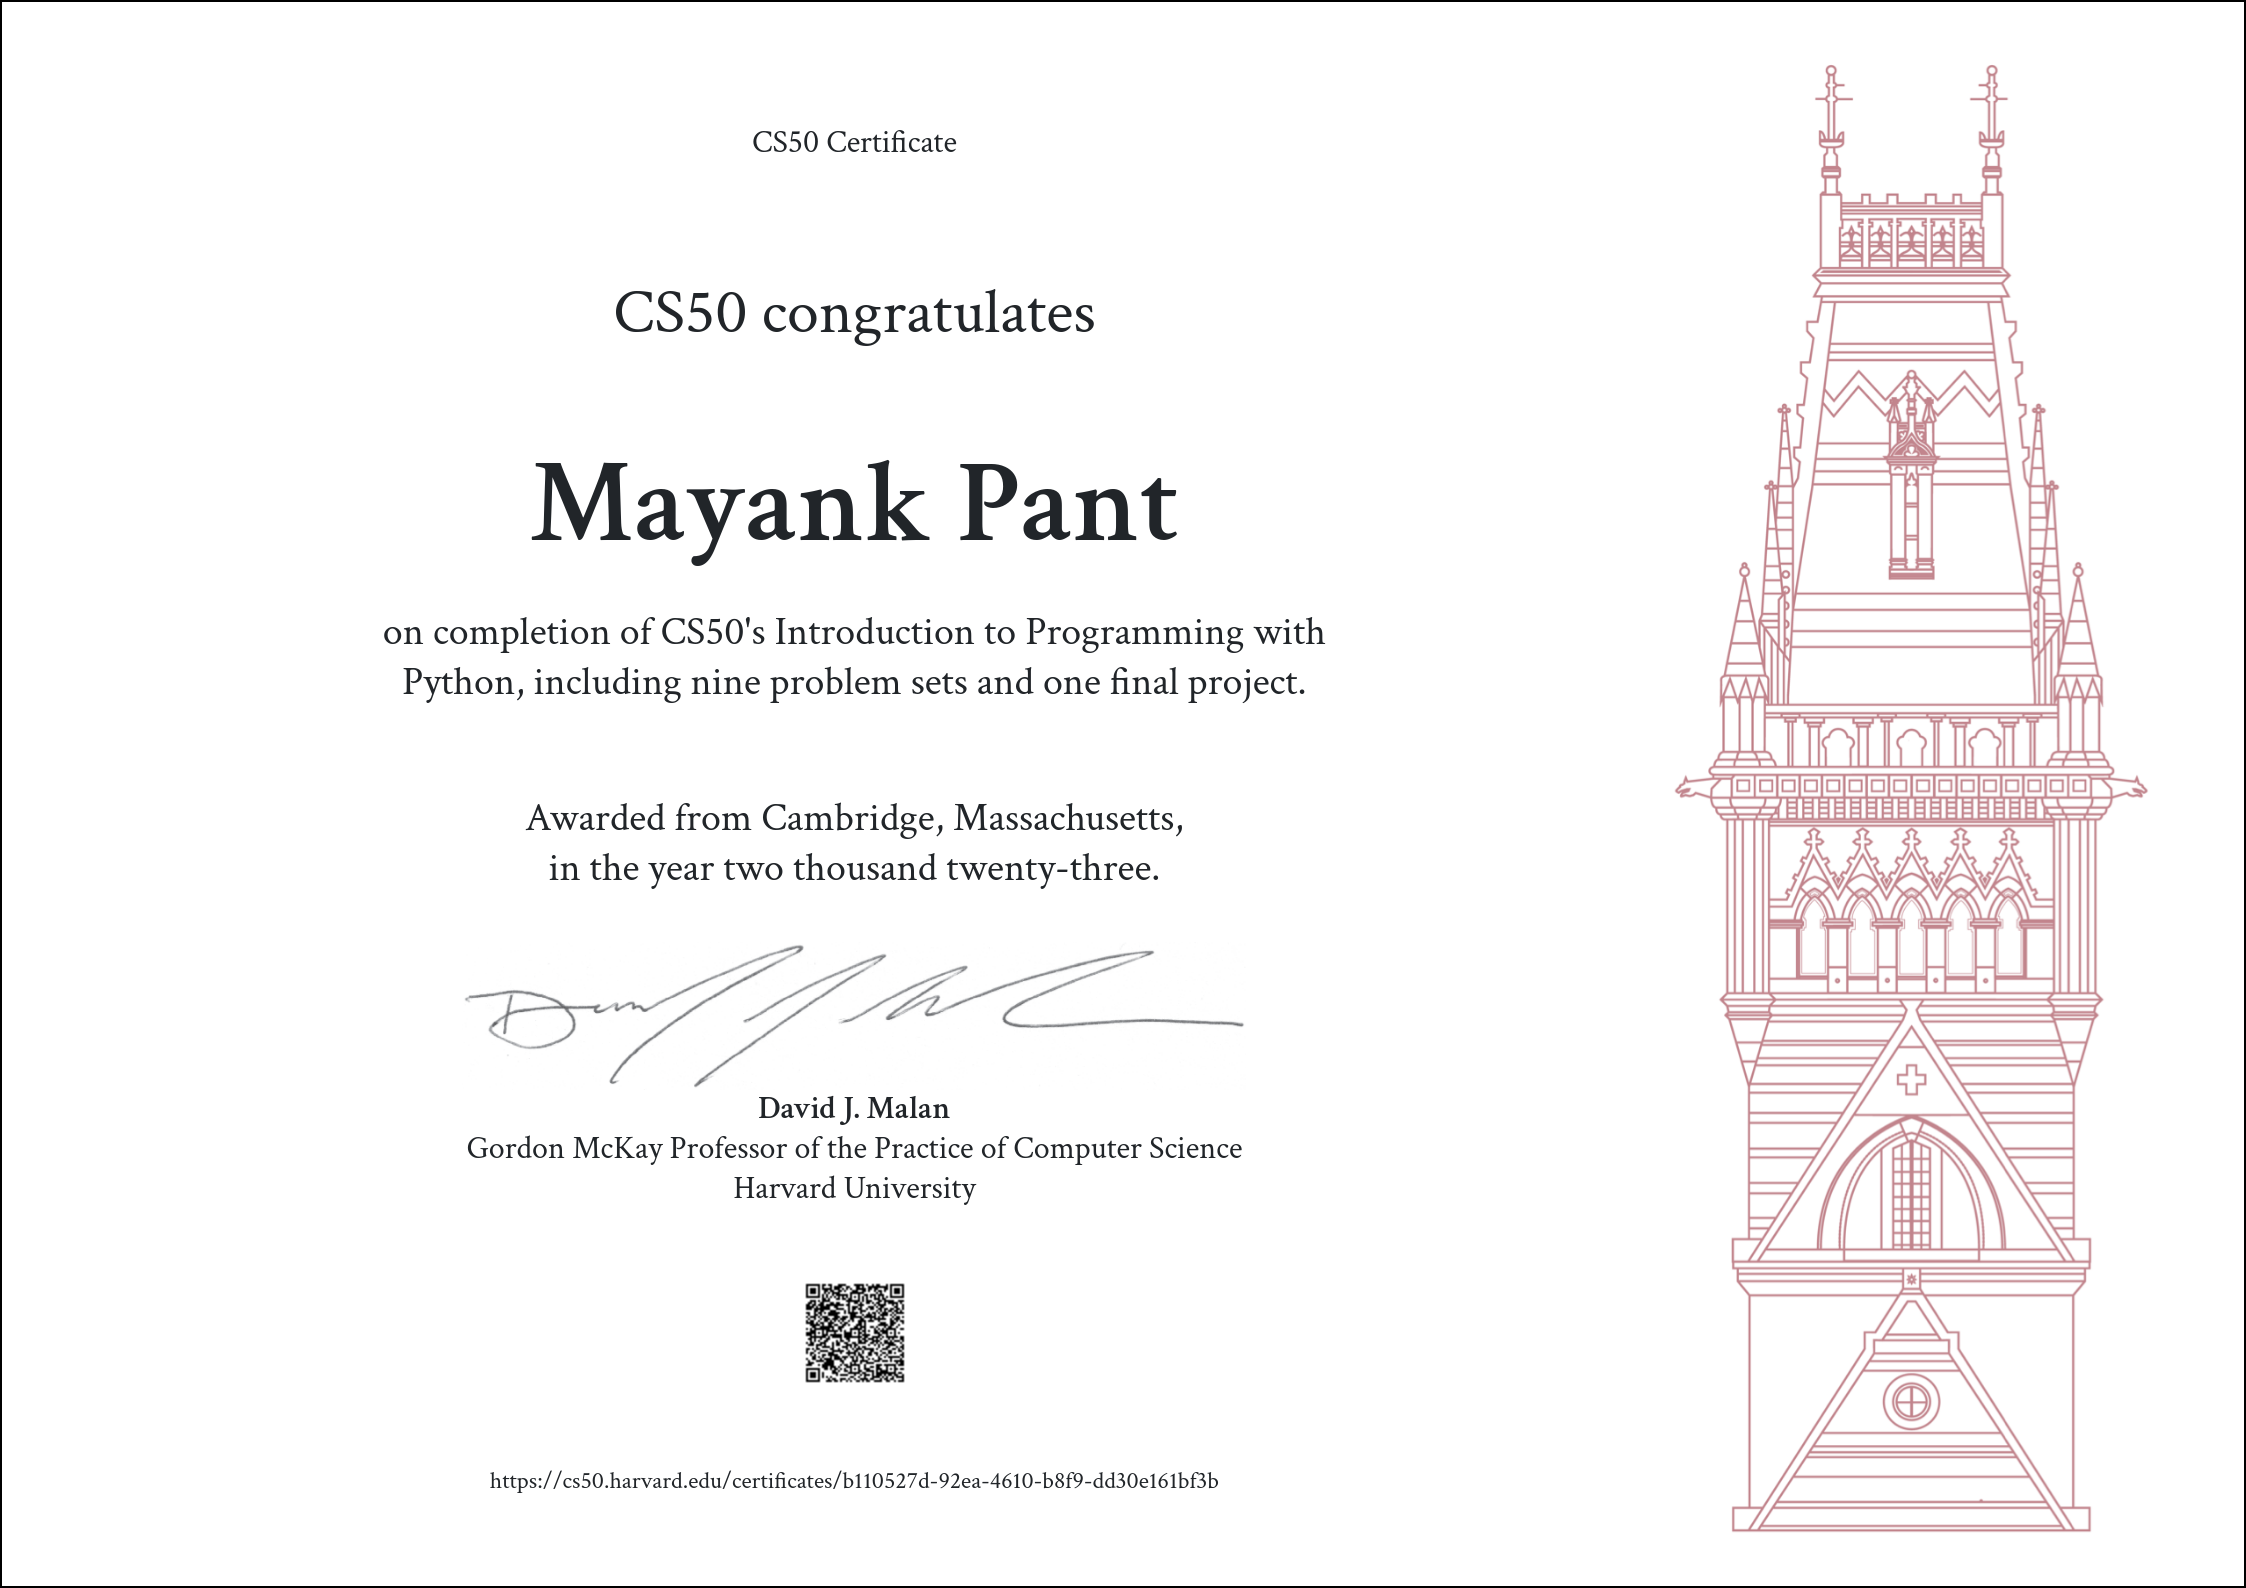 CS50 Certificate
CS50 congratulates
Mayank Pant
on completion of CS50's Introduction to Programming with
Python, including nine problem sets and one final project.
Awarded from Cambridge, Massachusetts,
in the year two thousand twenty-three.
David J. Malan
Gordon McKay Professor of the Practice of Computer Science
Harvard University
https://cs50.harvard.edu/certificates/b110527d-92ea-4610-b8f9-dd30e161bf3b